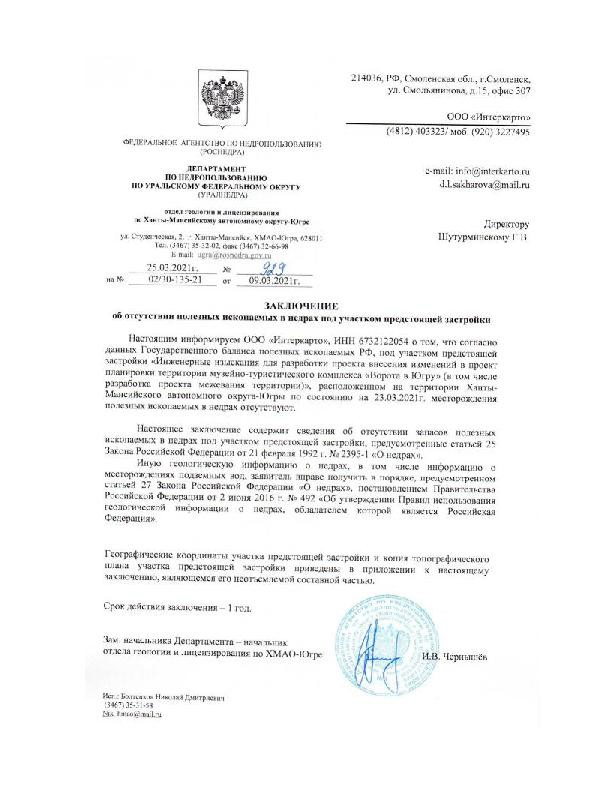 214036, РФ, Смоленская обл., г.Смоленск,
ул. Смольянинова, д.15, офис 307
ООО «Интеркарто»
(4812) 403323/ моб. (920) 3227495
e-mail: info@interkarto.ru
d.l.sakharova@mail.ru
Директору
Шутурминскому Г.В.
ФЕДЕРАЛЬНОЕ АГЕНТСТВО ПО НЕДРОПОЛЬЗОВАНИЮ
(РОСНЕДРА)
ДЕПАРТАМЕНТ
ПО НЕДРОПОЛЬЗОВАНИЮ
ПО УРАЛЬСКОМУ ФЕДЕРАЛЬНОМУ ОКРУГУ
(УРАЛНЕДРА)
отдел геологии и лицензирования
по Ханты-Мансийскому автономному округу-Югре
ул. Студенческая, 2, г. Ханты-Мансийск, ХМАО-Югра, 628011
Тел. (3467) 35-32-02, факс (3467) 32-66-98
E-mail: ugra@rosnedra.gov.ru
25.03.2021г. № 929
на № 02/30-135-21 от 09.03.2021г.
ЗАКЛЮЧЕНИЕ
об отсутствии полезных ископаемых в недрах под участком предстоящей застройки
Настоящим информируем ООО «Интеркарто», ИНН 6732122054 о том, что согласно
данных Государственного баланса полезных ископаемых РФ, под участком предстоящей
застройки «Инженерные изыскания для разработки проекта внесения изменений в проект
планировки территории музейно-туристического комплекса «Ворота в Югру» (в том числе
разработка проекта межевания территории)», расположенном на территории Ханты-
Мансийского автономного округа-Югры по состоянию на 23.03.2021г. месторождения
полезных ископаемых в недрах отсутствуют.
Настоящее заключение содержит сведения об отсутствии запасов полезных
ископаемых в недрах под участком предстоящей застройки, предусмотренные статьей 25
Закона Российской Федерации от 21 февраля 1992 г. № 2395-1 «О недрах».
Иную геологическую информацию о недрах, в том числе информацию о
месторождениях подземных вод, заявитель вправе получить в порядке, предусмотренном
статьей 27 Закона Российской Федерации «О недрах», постановлением Правительства
Российской Федерации от 2 июня 2016 г. № 492 «Об утверждении Правил использования
геологической информации о недрах, обладателем которой является Российская
Федерация».
Географические координаты участка предстоящей застройки и копия топографического
плана участка предстоящей застройки приведены в приложении к настоящему
заключению, являющемся его неотъемлемой составной частью.
Срок действия заключения – 1 год.
Зам. начальника Департамента – начальник
отдела геологии и лицензирования по ХМАО-Югре
И.В. Чернышёв
Исп.: Николай Дмитриевич
(3467) 35-31-58